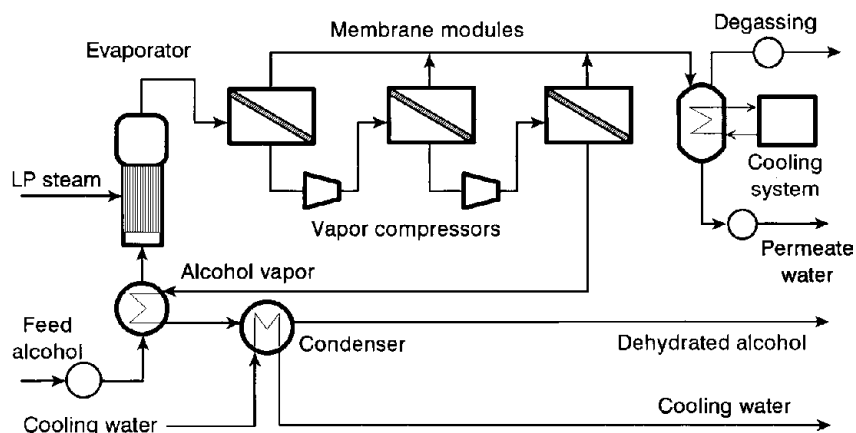 Degassing
Membrane modules
Evaporator
LP steam
Cooling
system
Vapor compressors
Permeate
water
Alcohol vapor
Feed
alcohol
Condenser
Dehydrated alcohol
Cooling water
Cooling water